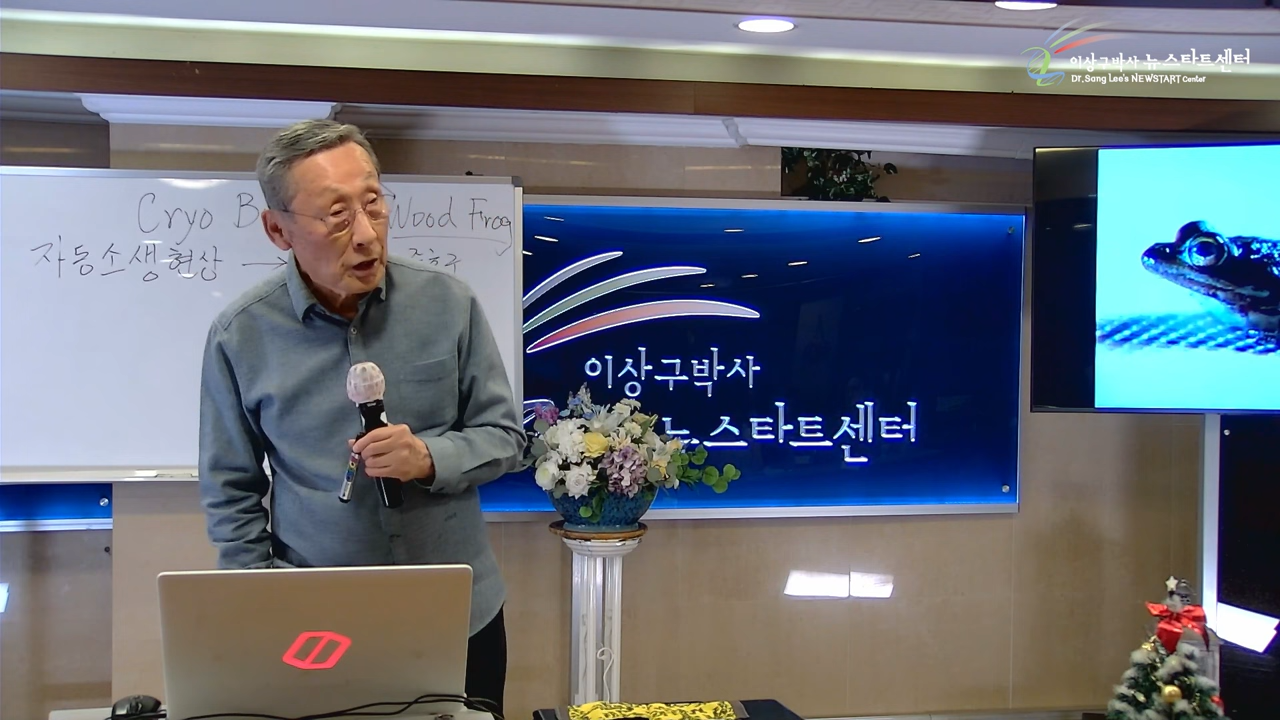 이상구박사 뉴스타트센터
Dr. Sang Lee's NEWSTART Center
Cryo B Wood Frog
자동소생현상 →
이상구박사
뉴스타트센터